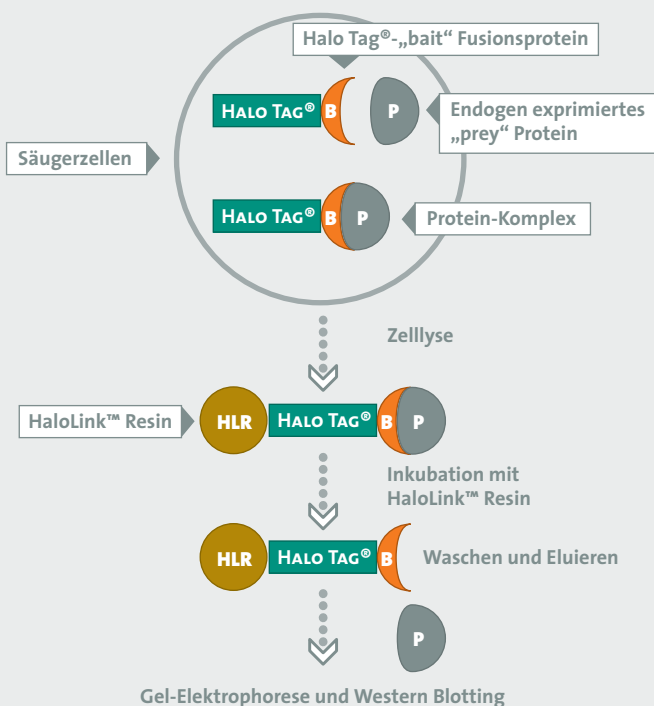 Halo Tag®-„bait“ Fusionsprotein
HALO TAG® B P
Endogen exprimiertes
„prey“ Protein
Säugerzellen
HALO TAG® B P
Protein-Komplex
Zelllyse
HaloLink™ Resin
HLR HALO TAG® B P
Inkubation mit
HaloLink™ Resin
HLR HALO TAG® B
Waschen und Eluieren
P
Gel-Elektrophorese und Western Blotting